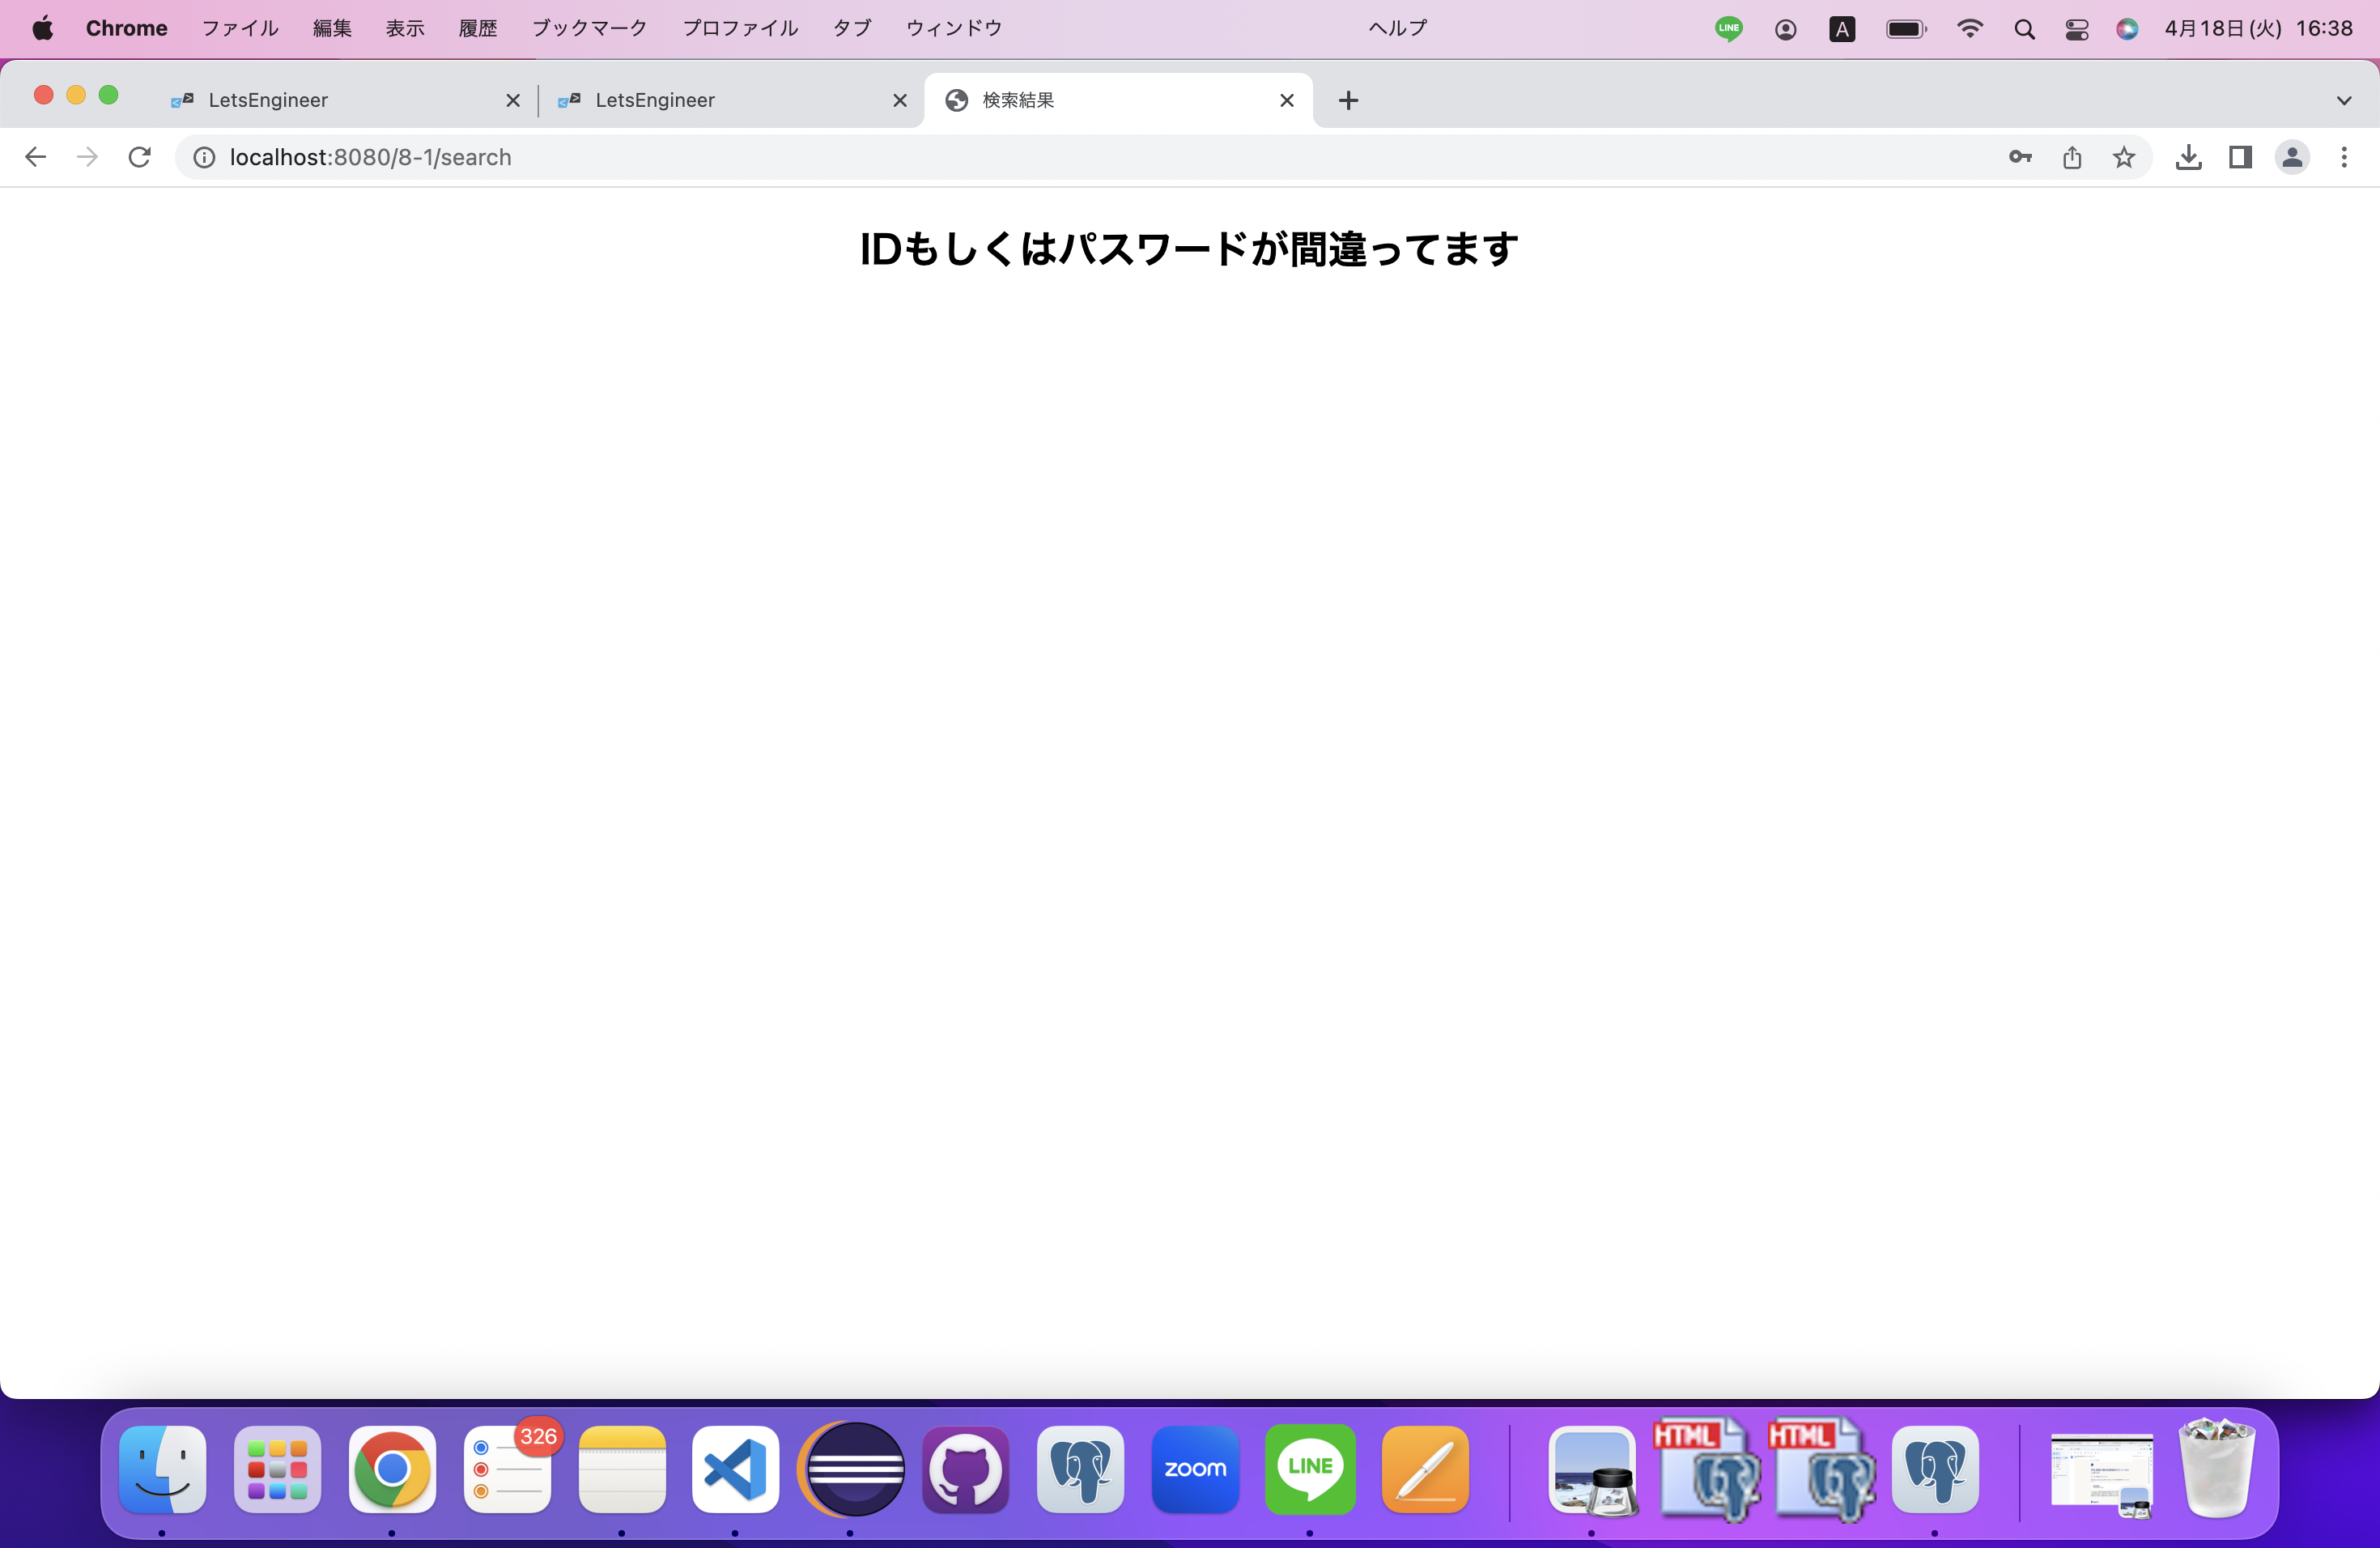 Chrome ファイル 編集 表示 履歴 ブックマーク プロファイル タブ ウィンドウ ヘルプ LINE A 4月18日(火) 16:38
LetsEngineer LetsEngineer 検索結果
localhost:8080/8-1/search
IDもしくはパスワードが間違ってます
326
HTML HTML
zoom LINE